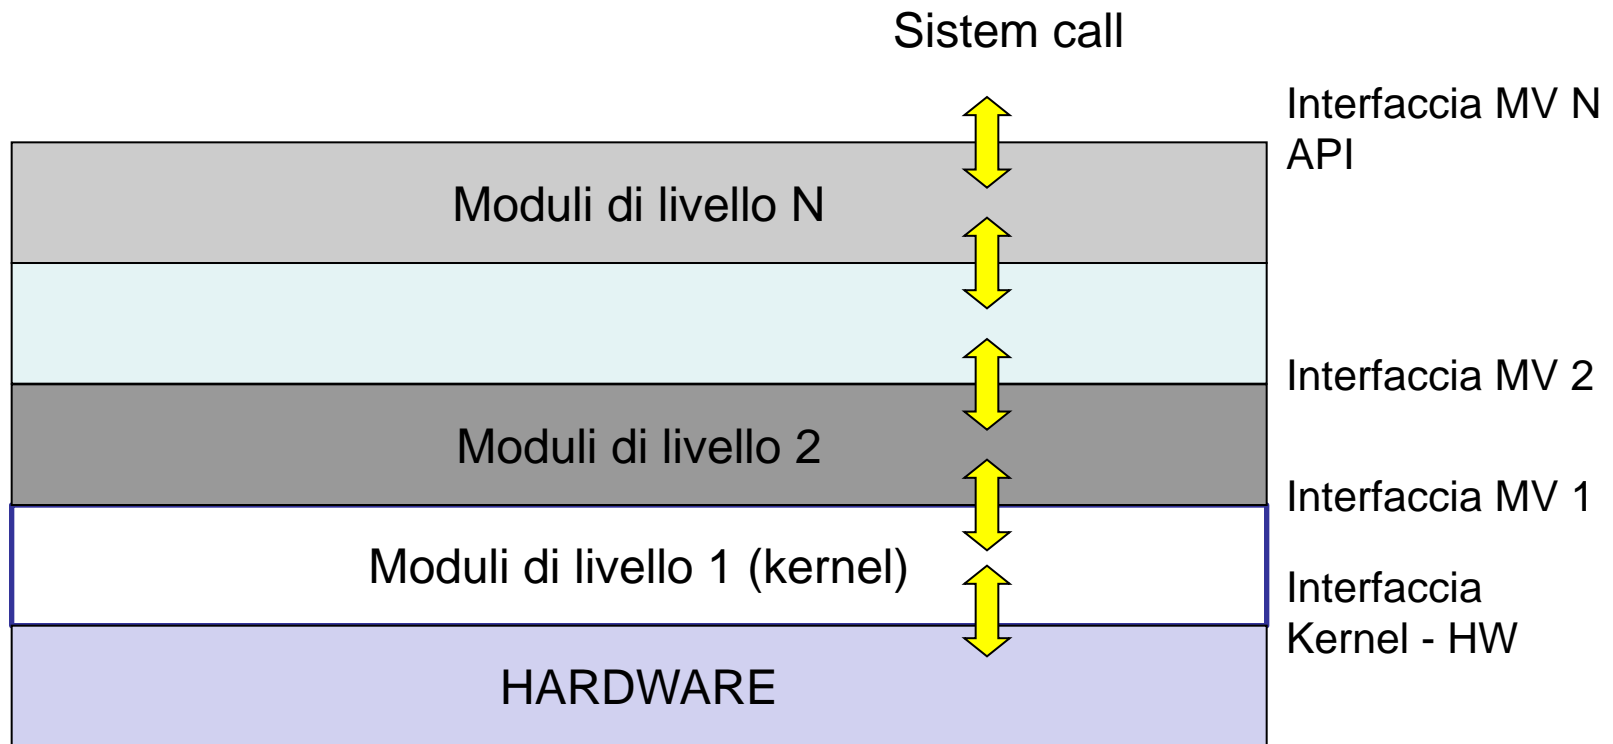 Sistem call
Interfaccia MV N
API
Moduli di livello N
Interfaccia MV 2
Moduli di livello 2
Interfaccia MV 1
Moduli di livello 1 (kernel)
Interfaccia
Kernel - HW
HARDWARE